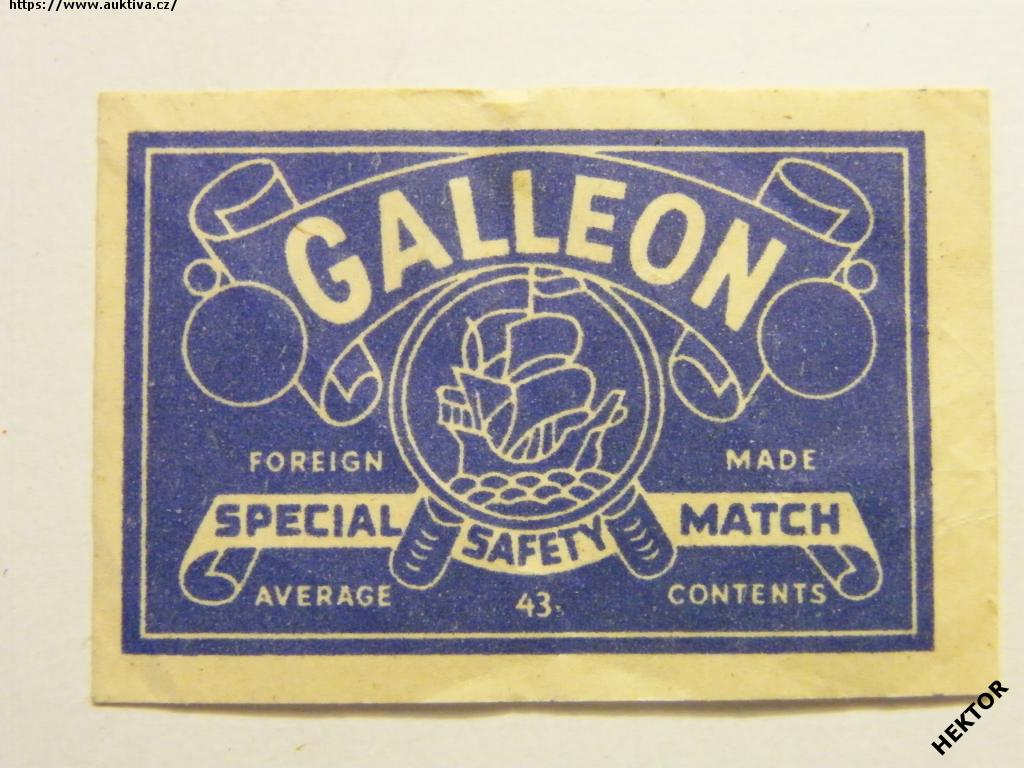 https://www.auktiva.cz/
GALLEON
FOREIGN MADE
SPECIAL SAFETY MATCH
AVERAGE 43. CONTENTS
HEKTOR